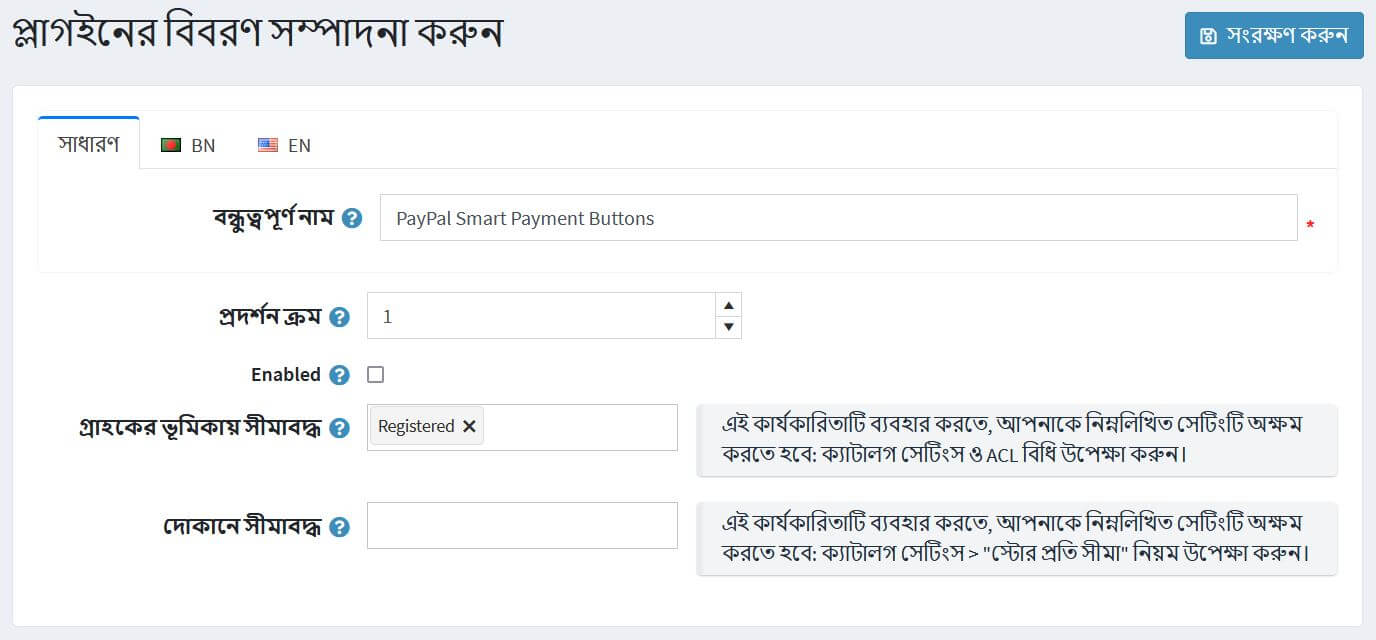 প্লাগইনের বিবরণ সম্পাদনা করুন
সংরক্ষণ করুন
সাধারণ BN EN
বন্ধুত্বপূর্ণ নাম PayPal Smart Payment Buttons *
প্রদর্শন ক্রম 1
Enabled
গ্রাহকের ভূমিকায় সীমাবদ্ধ Registered
এই কার্যকারিতাটি ব্যবহার করতে, আপনাকে নিম্নলিখিত সেটিংটি অক্ষম
করতে হবে: ক্যাটালগ সেটিংস ও ACL বিধি উপেক্ষা করুন।
দোকানে সীমাবদ্ধ
এই কার্যকারিতাটি ব্যবহার করতে, আপনাকে নিম্নলিখিত সেটিংটি অক্ষম
করতে হবে: ক্যাটালগ সেটিংস > "স্টোর প্রতি সীমা" নিয়ম উপেক্ষা করুন।